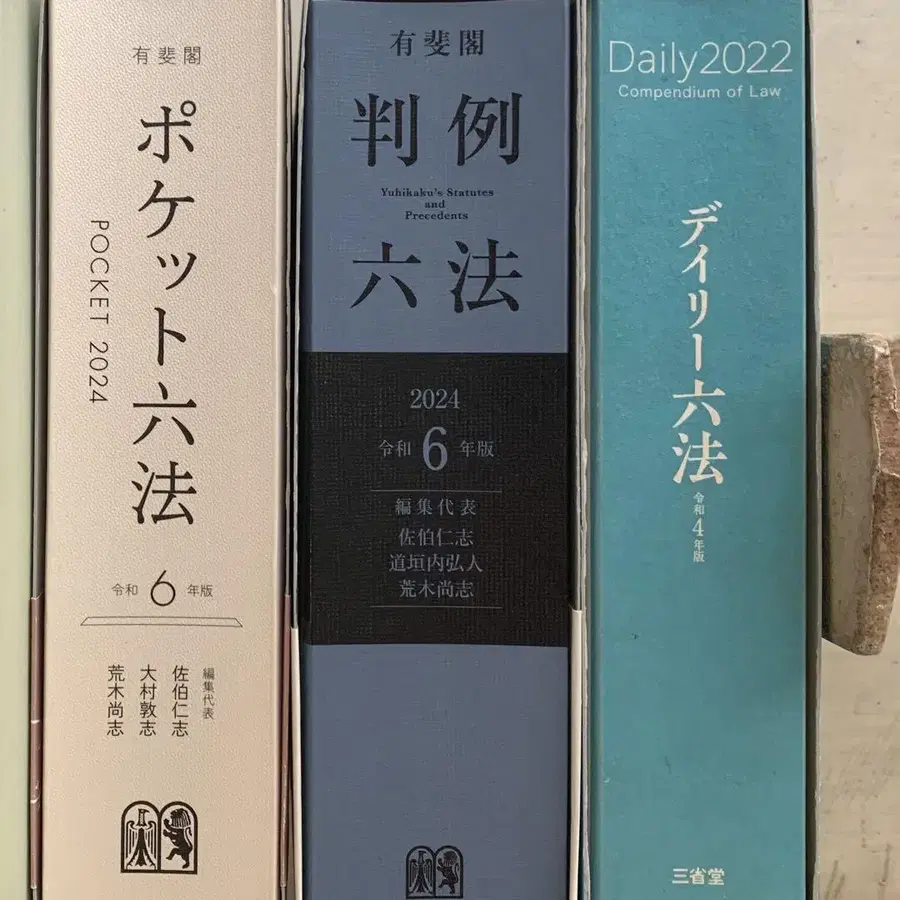 有斐閣
ポケット六法
POCKET 2024
令和6年版
編集代表
佐伯仁志
大村敦志
荒木尚志
有斐閣
判例
Yuhikaku's Statutes
and
Precedents
六法
2024
令和6年版
編集代表
佐伯仁志
道垣内弘人
荒木尚志
Daily2022
Compendium of Law
デイリー六法
令和4年版
三省堂